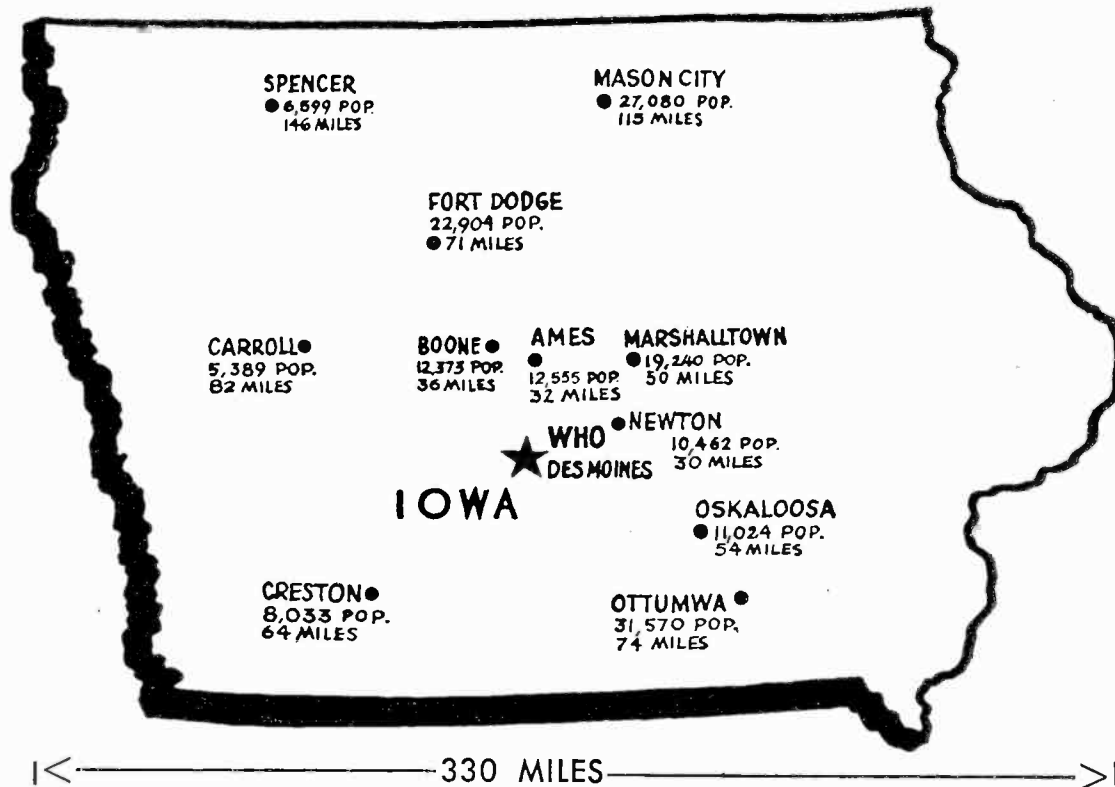 SPENCER
6,599 POP.
146 MILES
MASON CITY
27,080 POP.
115 MILES
FORT DODGE
22,904 POP.
71 MILES
CARROLL
5,389 POP.
82 MILES
BOONE
12,373 POP.
36 MILES
AMES
12,555 POP.
32 MILES
MARSHALLTOWN
19,240 POP.
50 MILES
NEWTON
10,462 POP.
30 MILES
WHO
DES MOINES
IOWA
OSKALOOSA
11,024 POP.
54 MILES
CRESTON
8,033 POP.
64 MILES
OTTUMWA
31,570 POP.
74 MILES
330 MILES